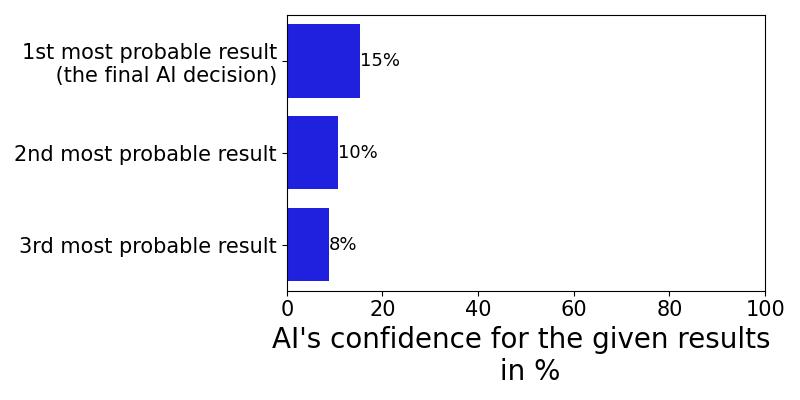 1st most probable result
(the final AI decision)
15%
2nd most probable result
10%
3rd most probable result
8%
0 20 40 60 80 100
AI's confidence for the given results
in %